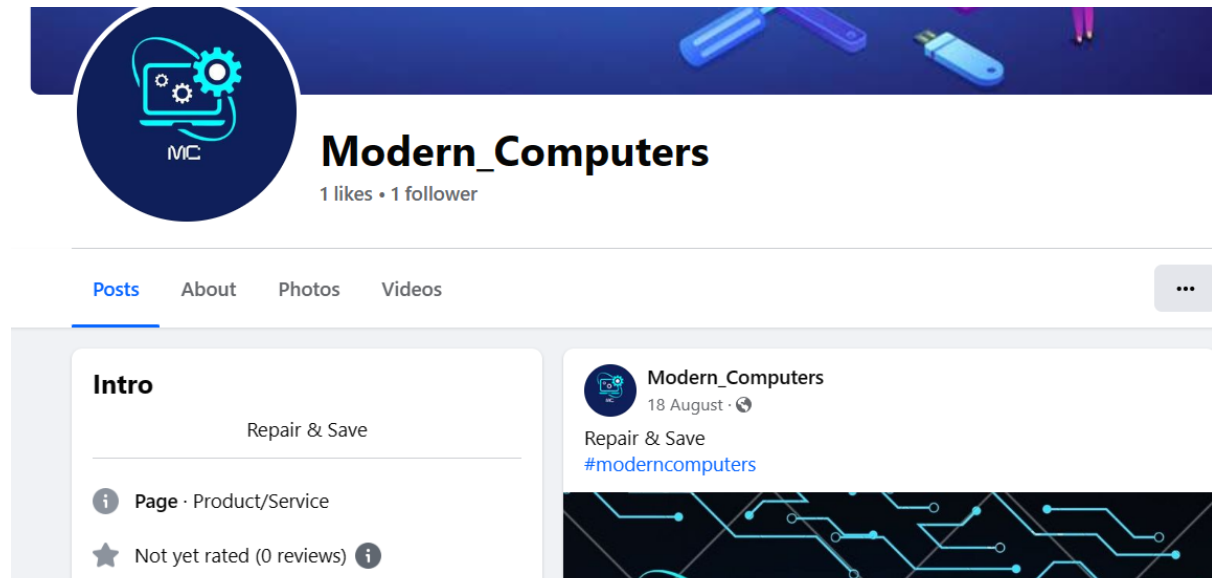 MC
Modern_Computers
1 likes • 1 follower
Posts About Photos Videos
Intro
Repair & Save
Page · Product/Service
Not yet rated (0 reviews)
Modern_Computers
18 August ·
Repair & Save
#moderncomputers